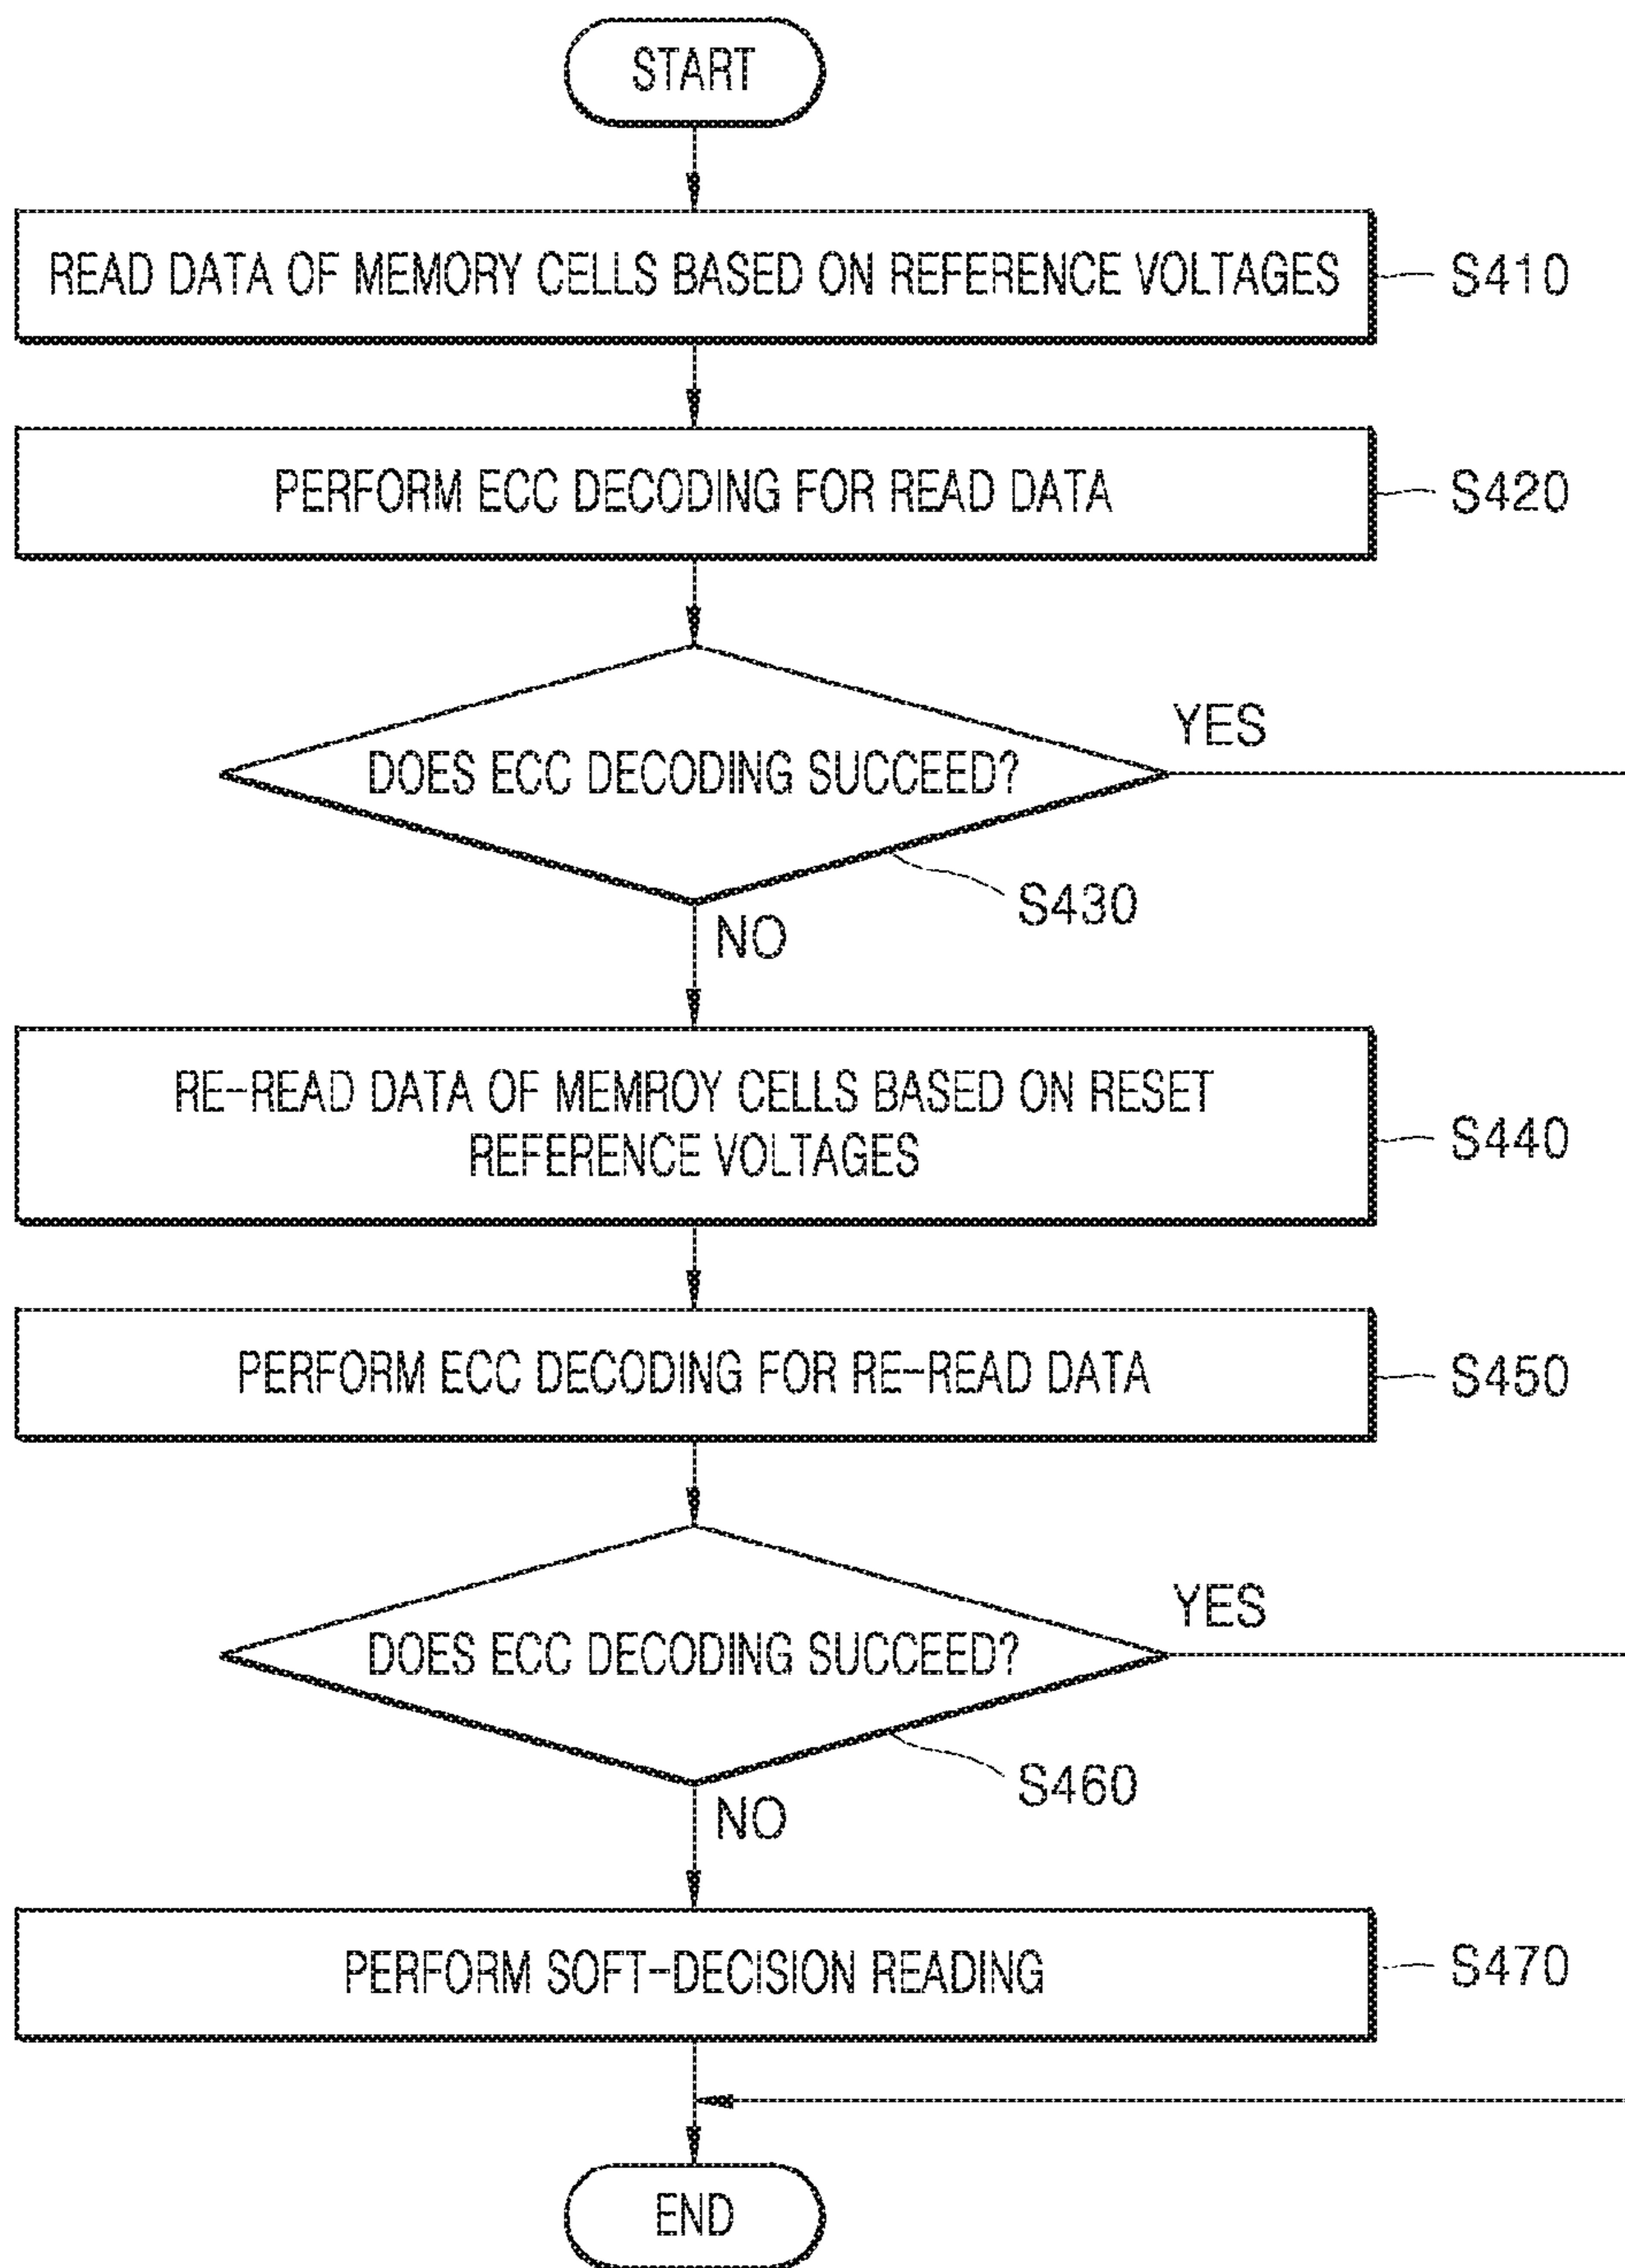 START
READ DATA OF MEMORY CELLS BASED ON REFERENCE VOLTAGES
S410
PERFORM ECC DECODING FOR READ DATA
S420
YES
DOES ECC DECODING SUCCEED?
S430
NO
RE-READ DATA OF MEMROY CELLS BASED ON RESET
REFERENCE VOLTAGES
S440
PERFORM ECC DECODING FOR RE-READ DATA
S450
YES
DOES ECC DECODING SUCCEED?
S460
NO
PERFORM SOFT-DECISION READING
S470
END